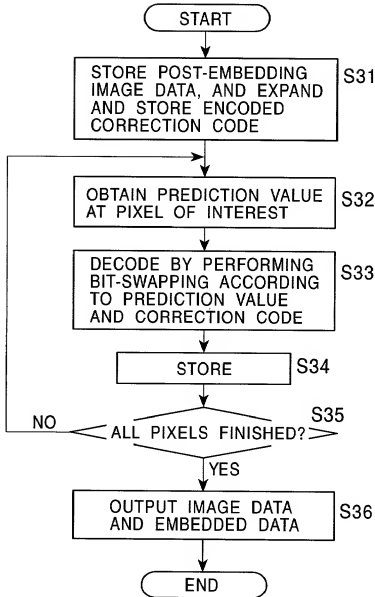 START
STORE POST-EMBEDDING
IMAGE DATA, AND EXPAND
AND STORE ENCODED
CORRECTION CODE
S31
OBTAIN PREDICTION VALUE
AT PIXEL OF INTEREST
S32
DECODE BY PERFORMING
BIT-SWAPPING ACCORDING
TO PREDICTION VALUE
AND CORRECTION CODE
S33
STORE
S34
ALL PIXELS FINISHED?
S35
NO
YES
OUTPUT IMAGE DATA
AND EMBEDDED DATA
S36
END